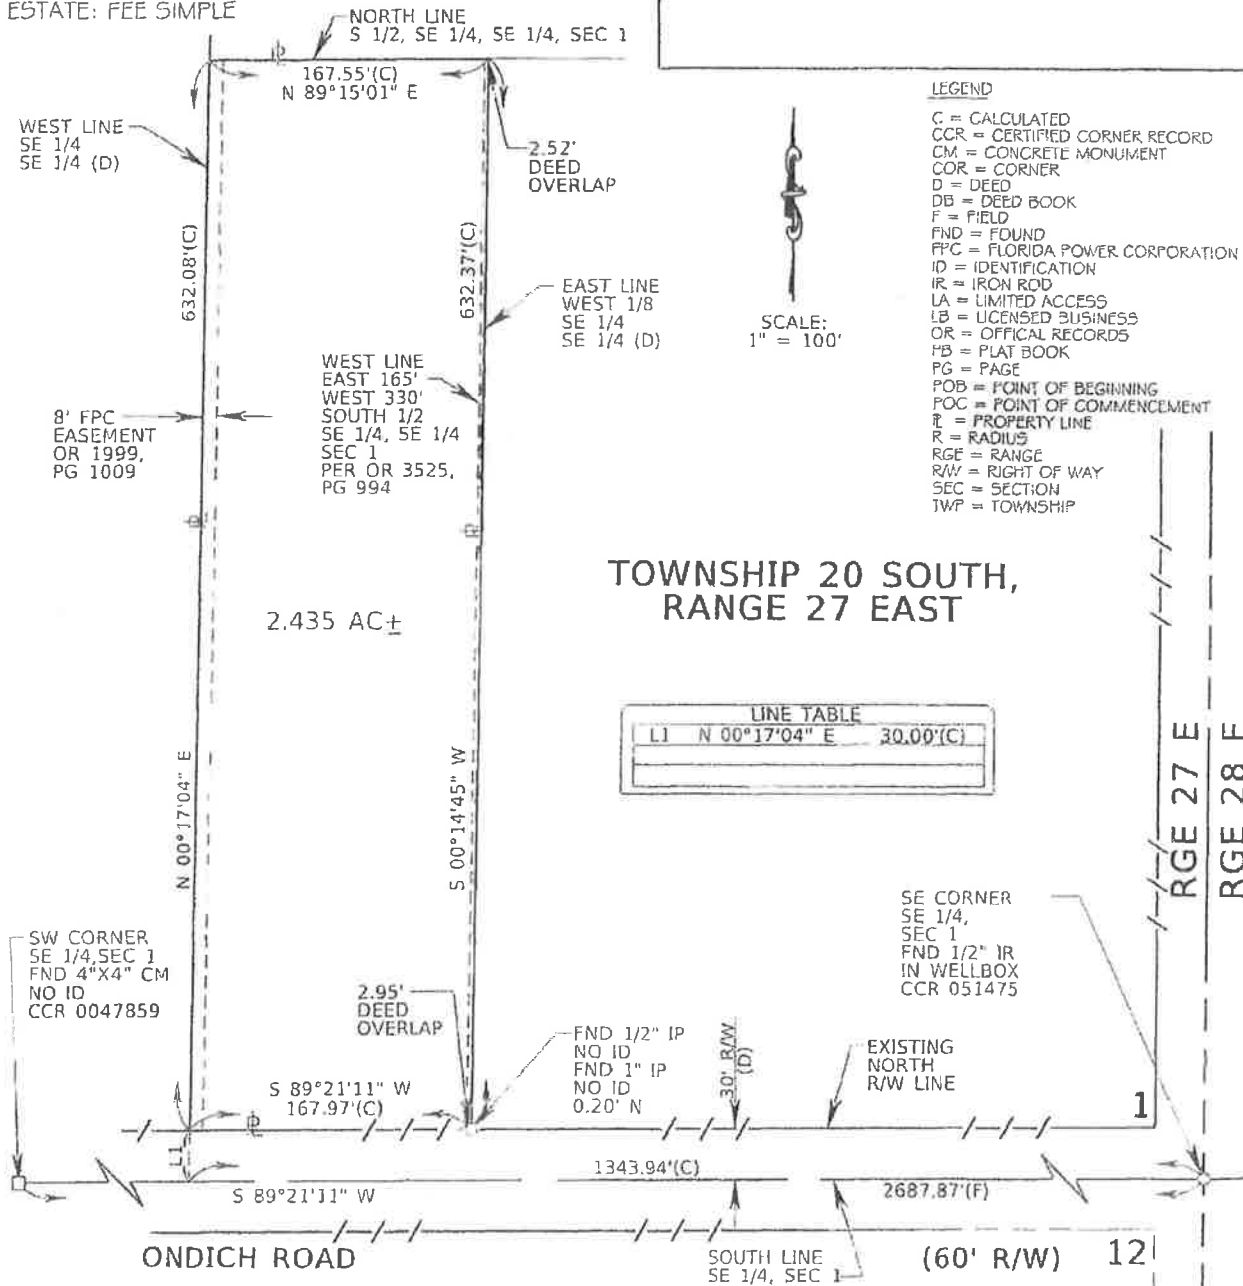 ESTATE: FEE SIMPLE
NORTH LINE
S 1/2, SE 1/4, SE 1/4, SEC 1
167.55'(C)
N 89°15'01" E
WEST LINE
SE 1/4
SE 1/4 (D)
2.52'
DEED
OVERLAP
632.08'(C)
632.37'(C)
EAST LINE
WEST 1/8
SE 1/4
SE 1/4 (D)
WEST LINE
EAST 165'
WEST 330'
SOUTH 1/2
SE 1/4, SE 1/4
SEC 1
PER OR 3525,
PG 994
8' FPC
EASEMENT
OR 1999,
PG 1009
SCALE:
1" = 100'
LEGEND
C = CALCULATED
CCR = CERTIFIED CORNER RECORD
CM = CONCRETE MONUMENT
COR = CORNER
D = DEED
DB = DEED BOOK
F = FIELD
FND = FOUND
FPC = FLORIDA POWER CORPORATION
ID = IDENTIFICATION
IR = IRON ROD
LA = LIMITED ACCESS
LB = LICENSED BUSINESS
OR = OFFICAL RECORDS
PB = PLAT BOOK
PG = PAGE
POB = POINT OF BEGINNING
POC = POINT OF COMMENCEMENT
℄ = PROPERTY LINE
R = RADIUS
RGE = RANGE
R/W = RIGHT OF WAY
SEC = SECTION
TWP = TOWNSHIP
TOWNSHIP 20 SOUTH,
RANGE 27 EAST
2.435 AC±
LINE TABLE
L1 N 00°17'04" E 30.00'(C)
N 00°17'04" E
S 00°14'45" W
RGE 27 E
RGE 28 E
SW CORNER
SE 1/4,SEC 1
FND 4"X4" CM
NO ID
CCR 0047859
2.95'
DEED
OVERLAP
FND 1/2" IP
NO ID
FND 1" IP
NO ID
0.20' N
30' R/W
(D)
EXISTING
NORTH
R/W LINE
SE CORNER
SE 1/4,
SEC 1
FND 1/2" IR
IN WELLBOX
CCR 051475
S 89°21'11" W
167.97'(C)
1
L1
1343.94'(C)
S 89°21'11" W
2687.87'(F)
ONDICH ROAD
SOUTH LINE
SE 1/4, SEC 1
(60' R/W)
12